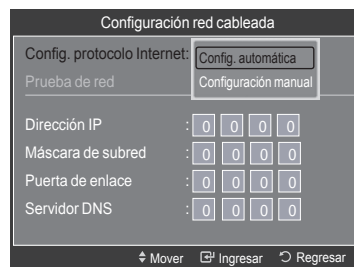 Configuración red cableada
Config. protocolo Internet: Config. automática
Prueba de red Configuración manual
Dirección IP : 0 0 0 0
Máscara de subred : 0 0 0 0
Puerta de enlace : 0 0 0 0
Servidor DNS : 0 0 0 0
Mover Ingresar Regresar